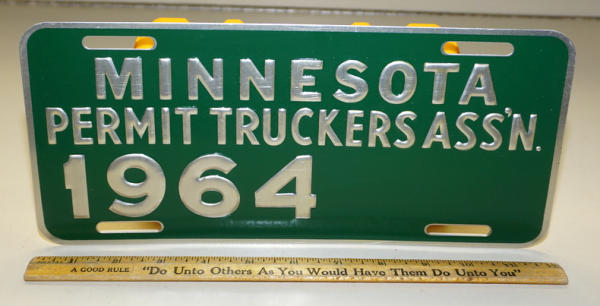 MINNESOTA
PERMIT TRUCKERS ASS'N.
1964
A GOOD RULE "Do Unto Others As You Would Have Them Do Unto You"